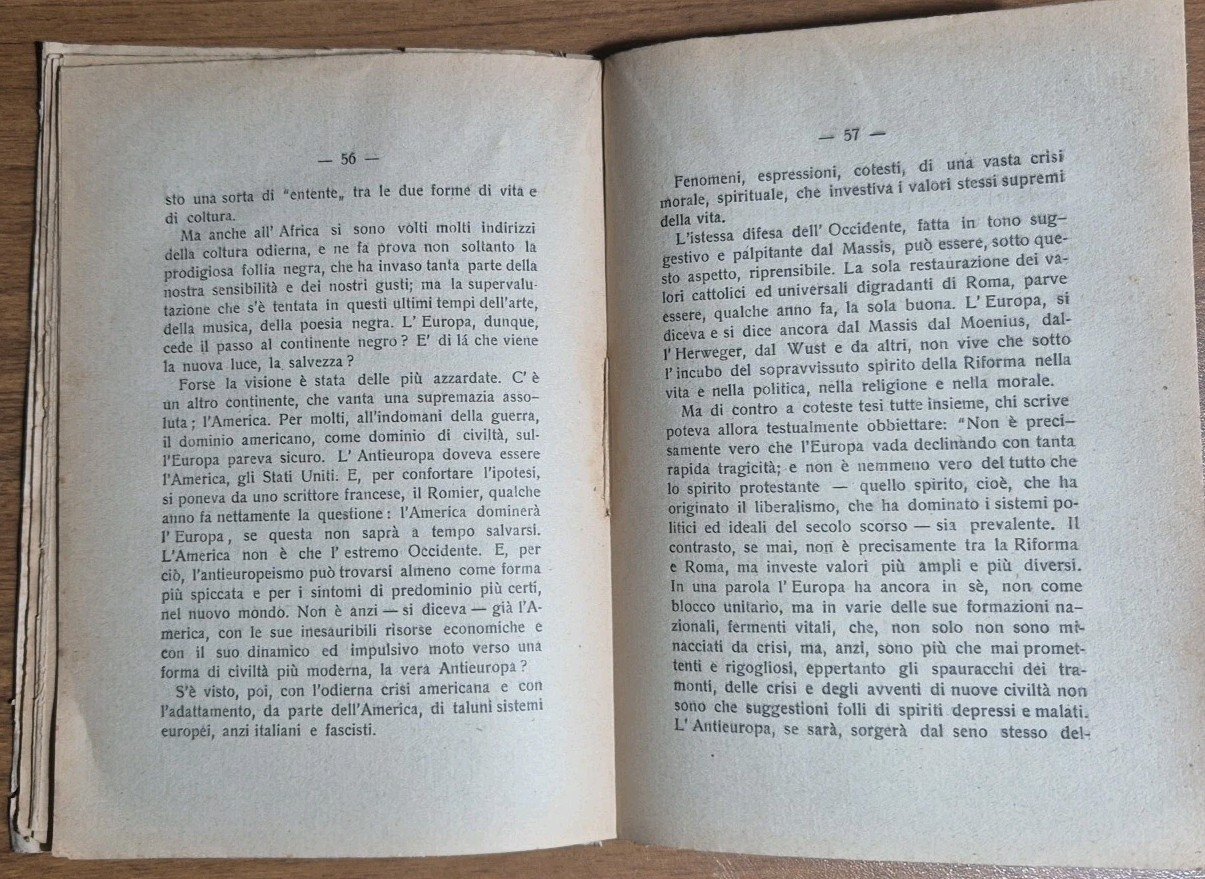 — 56 —
sto una sorta di "entente„ tra le due forme di vita e
di coltura.
Ma anche all' Africa si sono volti molti indirizzi
della coltura odierna, e ne fa prova non soltanto la
prodigiosa follia negra, che ha invaso tanta parte della
nostra sensibilità e dei nostri gusti; ma la supervalu-
tazione che s'è tentata in questi ultimi tempi dell'arte,
della musica, della poesia negra. L' Europa, dunque,
cede il passo al continente negro? E' di lá che viene
la nuova luce, la salvezza?
Forse la visione è stata delle più azzardate. C' è
un altro continente, che vanta una supremazia asso-
luta; l'America. Per molti, all'indomani della guerra,
il dominio americano, come dominio di civiltà, sul-
l'Europa pareva sicuro. L' Antieuropa doveva essere
l'America, gli Stati Uniti. E, per confortare l'ipotesi,
si poneva da uno scrittore francese, il Romier, qualche
anno fa nettamente la questione: l'America dominerà
l' Europa, se questa non saprà a tempo salvarsi.
L'America non è che l' estremo Occidente. E, per
ciò, l'antieuropeismo può trovarsi almeno come forma
più spiccata e per i sintomi di predominio più certi,
nel nuovo mondo. Non è anzi — si diceva — già l'A-
merica, con le sue inesauribili risorse economiche e
con il suo dinamico ed impulsivo moto verso una
forma di civiltà più moderna, la vera Antieuropa?
S'è visto, poi, con l'odierna crisi americana e con
l'adattamento, da parte dell'America, di taluni sistemi
européi, anzi italiani e fascisti.
— 57 —
Fenomeni, espressioni, cotesti, di una vasta crisi
morale, spirituale, che investiva i valori stessi supremi
della vita.
L'istessa difesa dell' Occidente, fatta in tono sug-
gestivo e palpitante dal Massis, può essere, sotto que-
sto aspetto, riprensibile. La sola restaurazione dei va-
lori cattolici ed universali digradanti di Roma, parve
essere, qualche anno fa, la sola buona. L' Europa, si
diceva e si dice ancora dal Massis dal Moenius, dal-
l' Herweger, dal Wust e da altri, non vive che sotto
l' incubo del sopravvissuto spirito della Riforma nella
vita e nella politica, nella religione e nella morale.
Ma di contro a coteste tesi tutte insieme, chi scrive
poteva allora testualmente obbiettare: "Non è preci-
samente vero che l'Europa vada declinando con tanta
rapida tragicità; e non è nemmeno vero del tutto che
lo spirito protestante — quello spirito, cioè, che ha
originato il liberalismo, che ha dominato i sistemi po-
litici ed ideali del secolo scorso — sia prevalente. Il
contrasto, se mai, non è precisamente tra la Riforma
e Roma, ma investe valori più ampli e più diversi.
In una parola l' Europa ha ancora in sè, non come
blocco unitario, ma in varie delle sue formazioni na-
zionali, fermenti vitali, che, non solo non sono mi-
nacciati da crisi, ma, anzi, sono più che mai promet-
tenti e rigogliosi, eppertanto gli spauracchi dei tra-
monti, delle crisi e degli avventi di nuove civiltà non
sono che suggestioni folli di spiriti depressi e malati.
L' Antieuropa, se sarà, sorgerà dal seno stesso del-